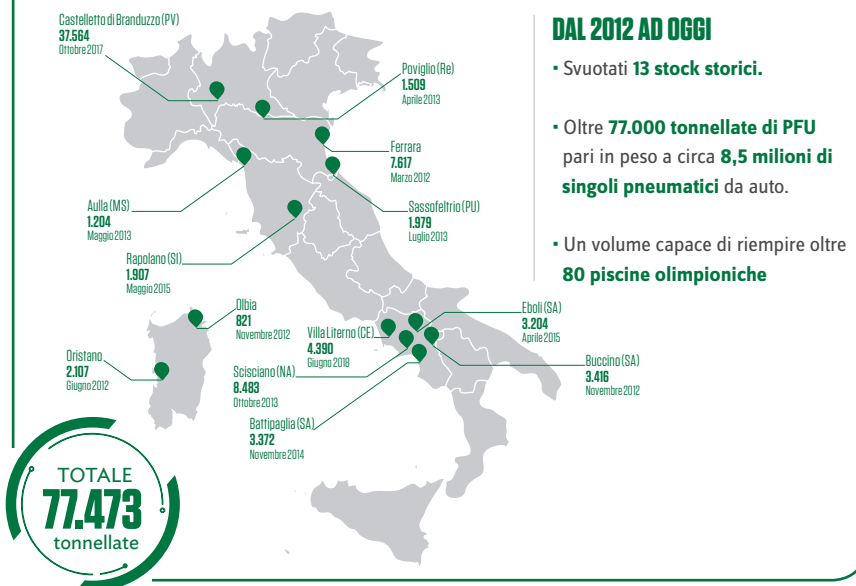 Castelletto di Branduzzo (PV)
37.564
Ottobre 2017
Poviglio (Re)
1.509
Aprile 2013
Ferrara
7.617
Marzo 2012
Sassofeltrio (PU)
1.979
Luglio 2013
Aulla (MS)
1.204
Maggio 2013
Rapolano (SI)
1.907
Maggio 2015
Olbia
821
Novembre 2012
Oristano
2.107
Giugno 2012
Villa Literno (CE)
4.390
Giugno 2018
Scisciano (NA)
8.483
Ottobre 2013
Battipaglia (SA)
3.372
Novembre 2014
Eboli (SA)
3.204
Aprile 2015
Buccino (SA)
3.416
Novembre 2012
TOTALE
77.473
tonnellate
DAL 2012 AD OGGI
▪ Svuotati 13 stock storici.
▪ Oltre 77.000 tonnellate di PFU
pari in peso a circa 8,5 milioni di
singoli pneumatici da auto.
▪ Un volume capace di riempire oltre
80 piscine olimpioniche